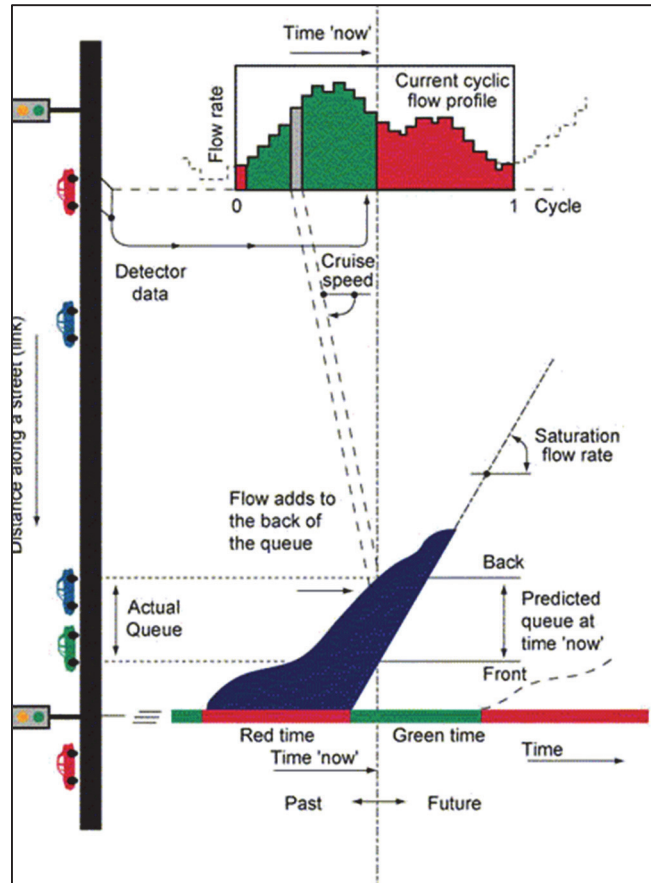 Time 'now'
Current cyclic
flow profile
Flow rate
0
1
Cycle
Detector
data
Cruise
speed
Distance along a street (link)
Saturation
flow rate
Flow adds to
the back of
the queue
Back
Actual
Queue
Predicted
queue at
time 'now'
Front
Red time
Green time
Time
Time 'now'
Past
Future